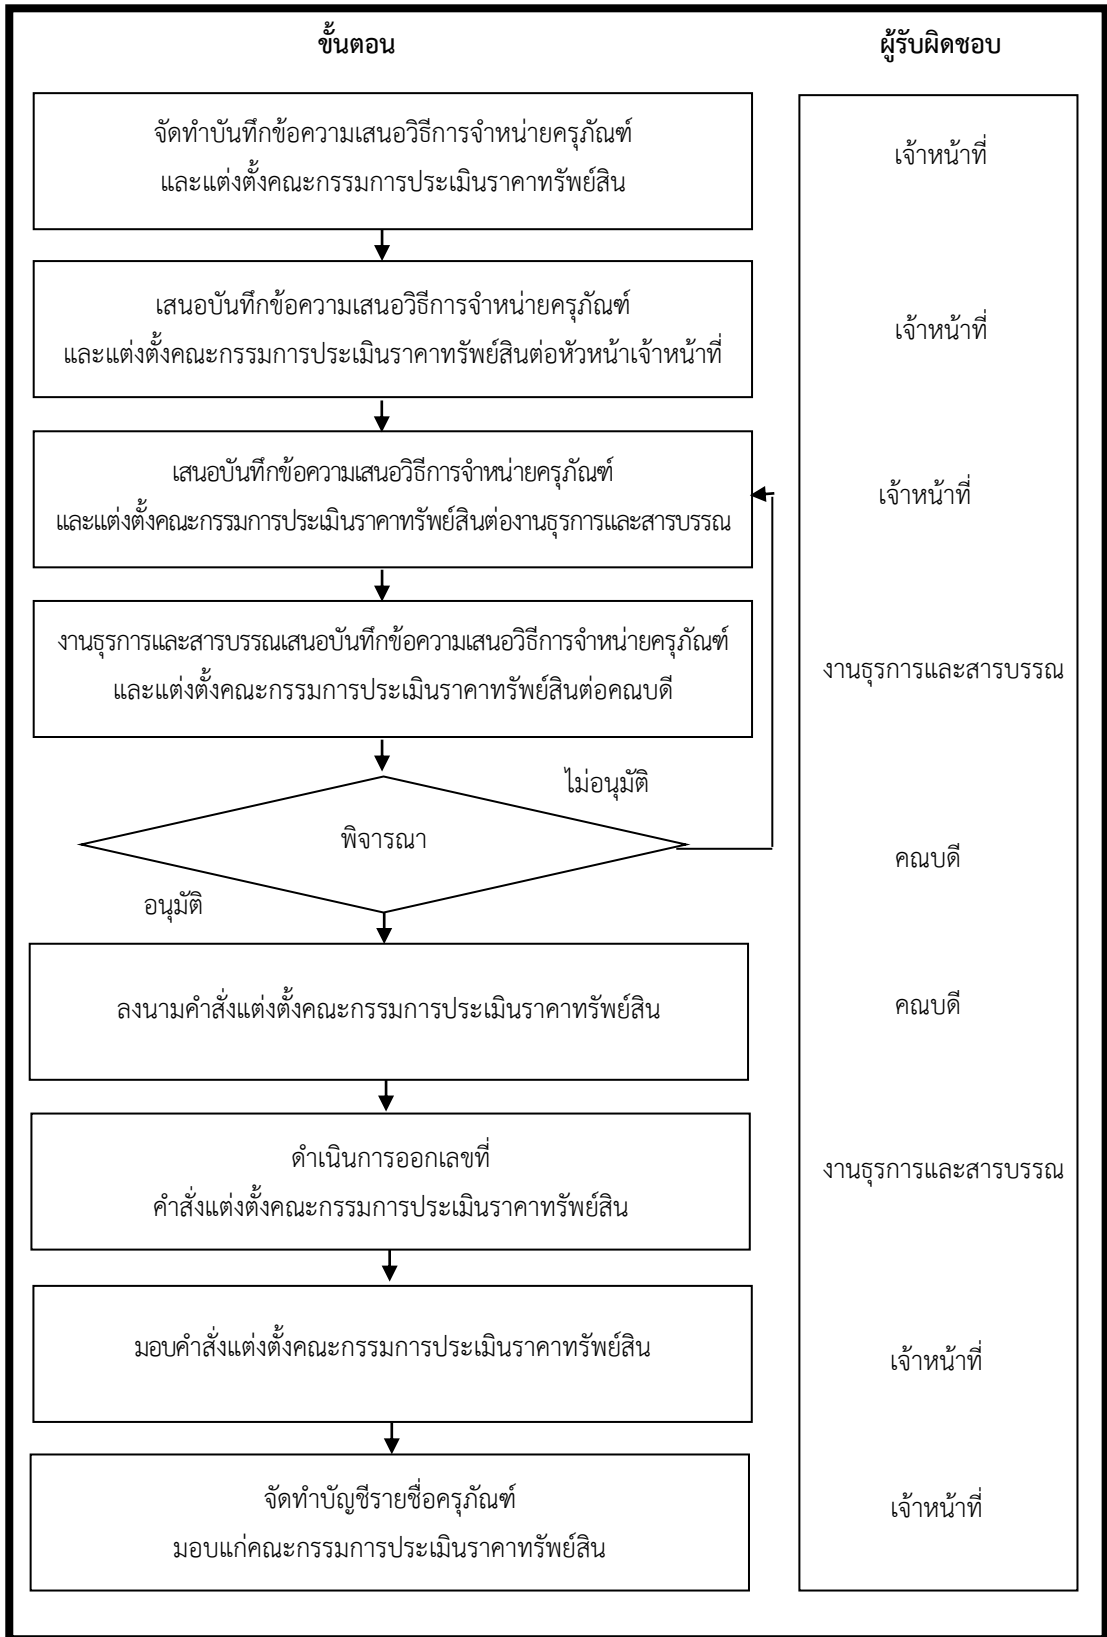 ขั้นตอน
ผู้รับผิดชอบ
จัดทำบันทึกข้อความเสนอวิธีการจำหน่ายครุภัณฑ์
และแต่งตั้งคณะกรรมการประเมินราคาทรัพย์สิน
เจ้าหน้าที่
เสนอบันทึกข้อความเสนอวิธีการจำหน่ายครุภัณฑ์
และแต่งตั้งคณะกรรมการประเมินราคาทรัพย์สินต่อหัวหน้าเจ้าหน้าที่
เจ้าหน้าที่
เสนอบันทึกข้อความเสนอวิธีการจำหน่ายครุภัณฑ์
และแต่งตั้งคณะกรรมการประเมินราคาทรัพย์สินต่องานธุรการและสารบรรณ
เจ้าหน้าที่
งานธุรการและสารบรรณเสนอบันทึกข้อความเสนอวิธีการจำหน่ายครุภัณฑ์
และแต่งตั้งคณะกรรมการประเมินราคาทรัพย์สินต่อคณบดี
งานธุรการและสารบรรณ
ไม่อนุมัติ
พิจารณา
คณบดี
อนุมัติ
ลงนามคำสั่งแต่งตั้งคณะกรรมการประเมินราคาทรัพย์สิน
คณบดี
ดำเนินการออกเลขที่
คำสั่งแต่งตั้งคณะกรรมการประเมินราคาทรัพย์สิน
งานธุรการและสารบรรณ
มอบคำสั่งแต่งตั้งคณะกรรมการประเมินราคาทรัพย์สิน
เจ้าหน้าที่
จัดทำบัญชีรายชื่อครุภัณฑ์
มอบแก่คณะกรรมการประเมินราคาทรัพย์สิน
เจ้าหน้าที่